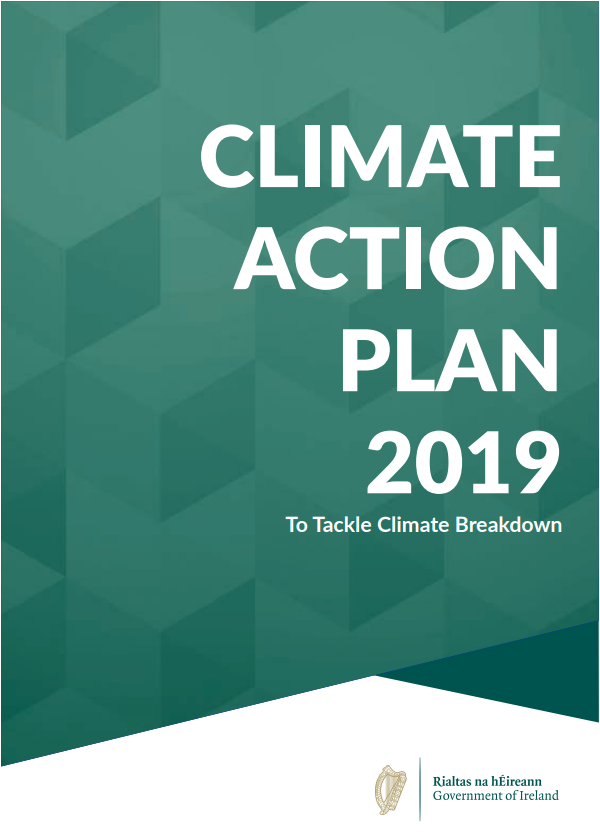 CLIMATE
ACTION
PLAN
2019
To Tackle Climate Breakdown
Rialtas na hÉireann
Government of Ireland